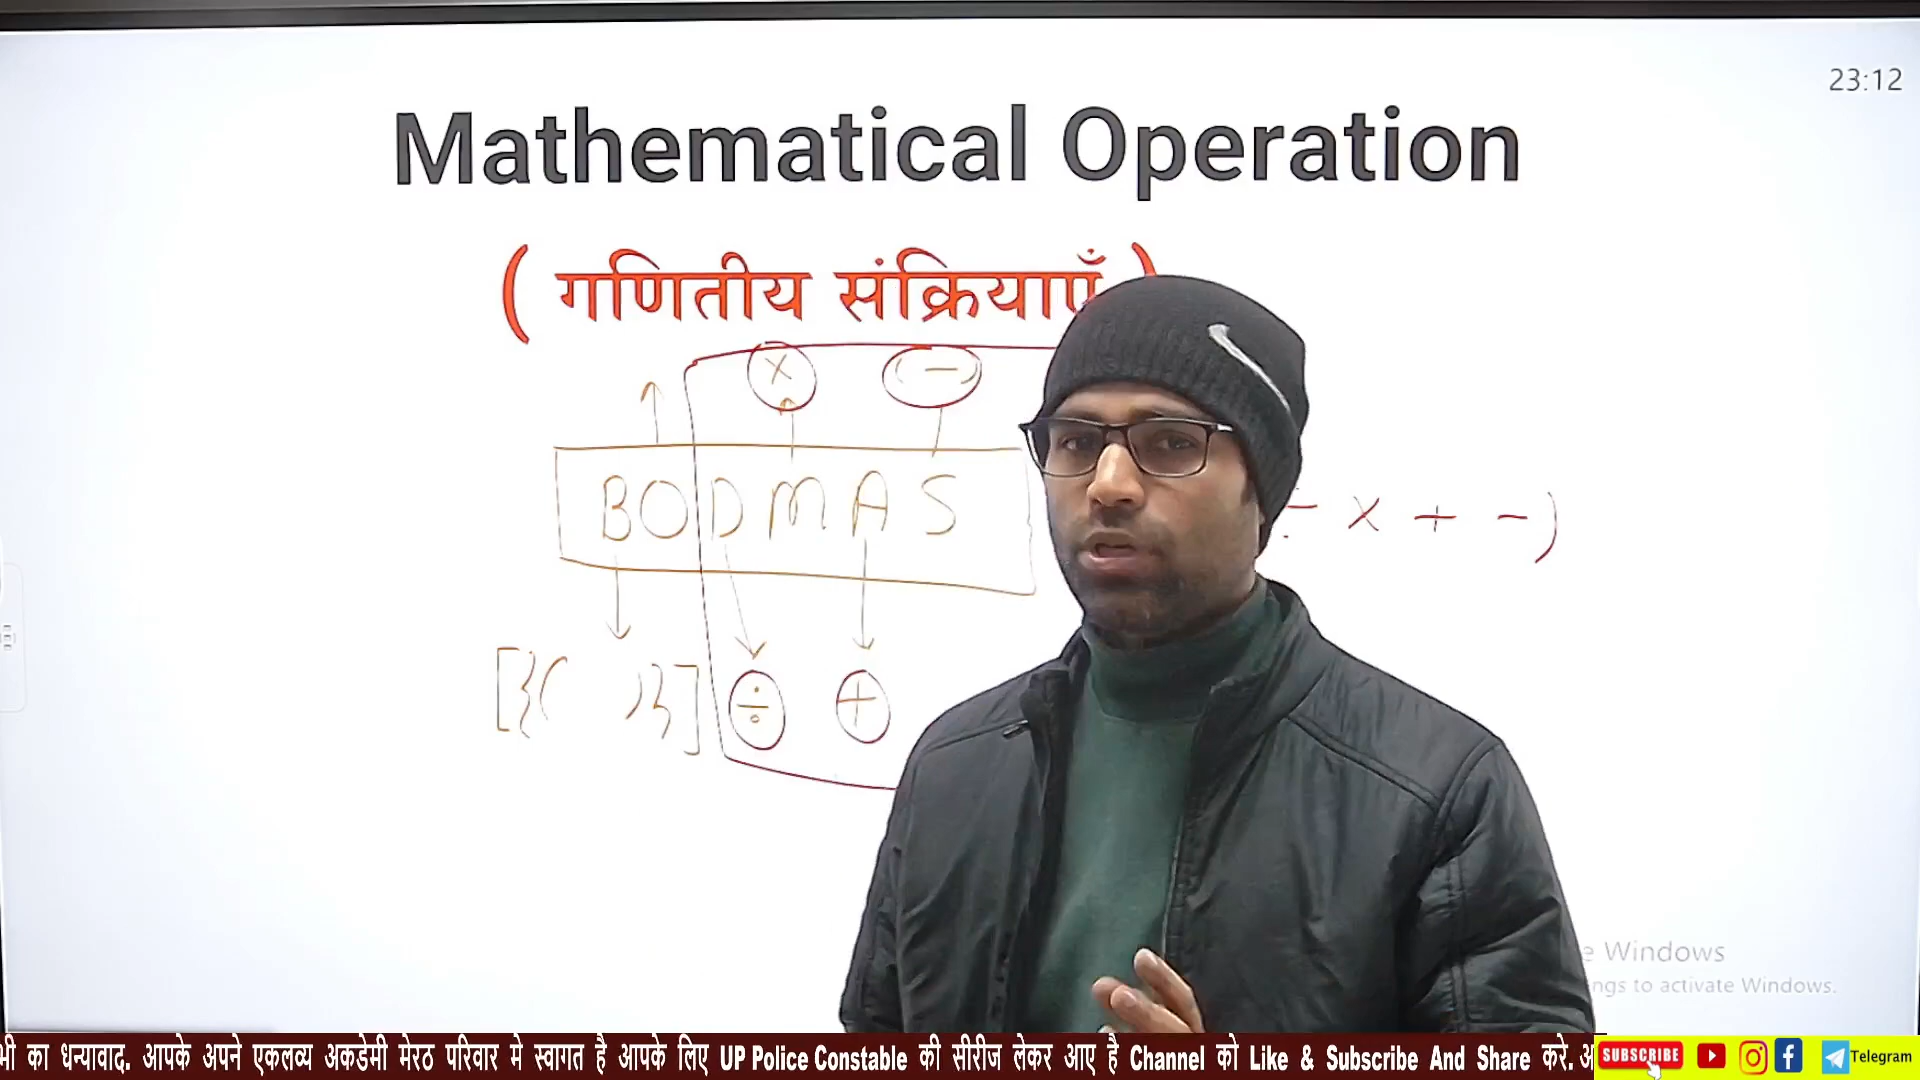 23:12
Mathematical Operation
( गणितीय संक्रियाएँ )
× (-)
BODMAS
÷ × + -)
[{( )}]
÷ +
e Windows
ngs to activate Windows.
भी का धन्यावाद. आपके अपने एकलव्य अकडेमी मेरठ परिवार मे स्वागत है आपके लिए UP Police Constable की सीरीज लेकर आए है Channel को Like & Subscribe And Share करे. अ
SUBSCRIBE
Telegram